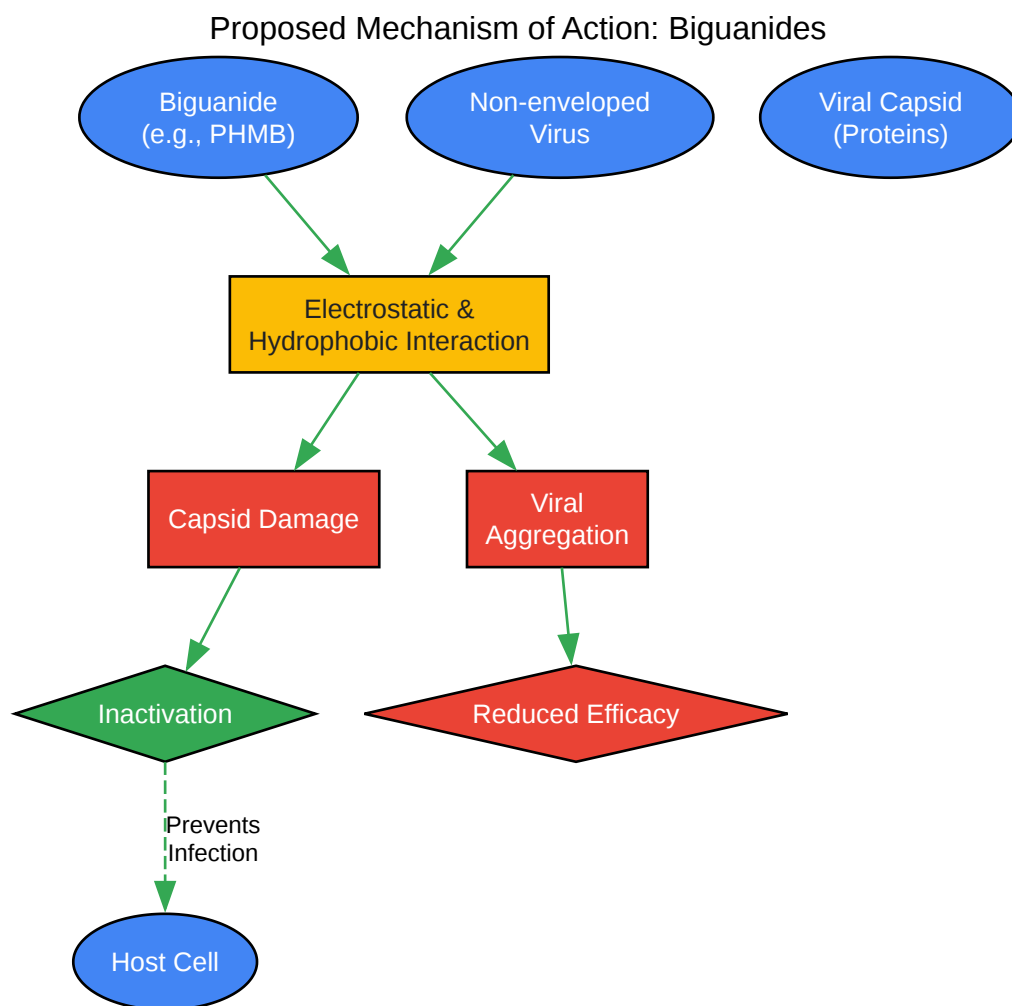 Proposed Mechanism of Action: Biguanides
Biguanide
(e.g., PHMB)
Non-enveloped
Virus
Viral Capsid
(Proteins)
Electrostatic &
Hydrophobic Interaction
Capsid Damage
Viral
Aggregation
Inactivation
Reduced Efficacy
Prevents
Infection
Host Cell